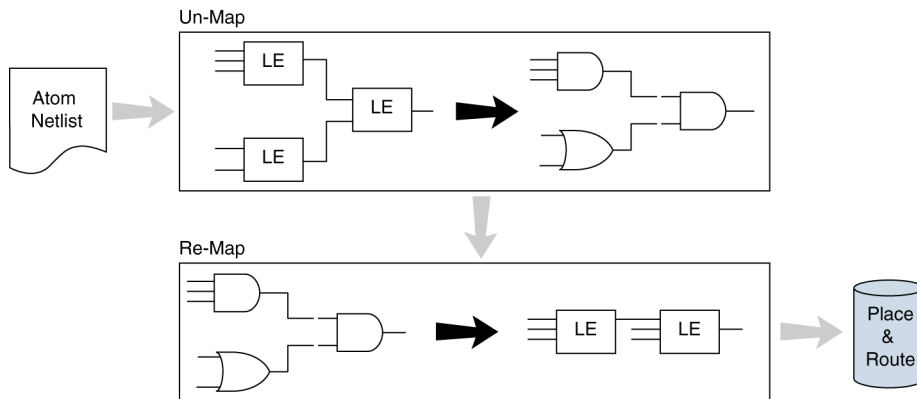 Un-Map
LE
LE
LE
Atom
Netlist
Re-Map
LE
LE
Place
&
Route